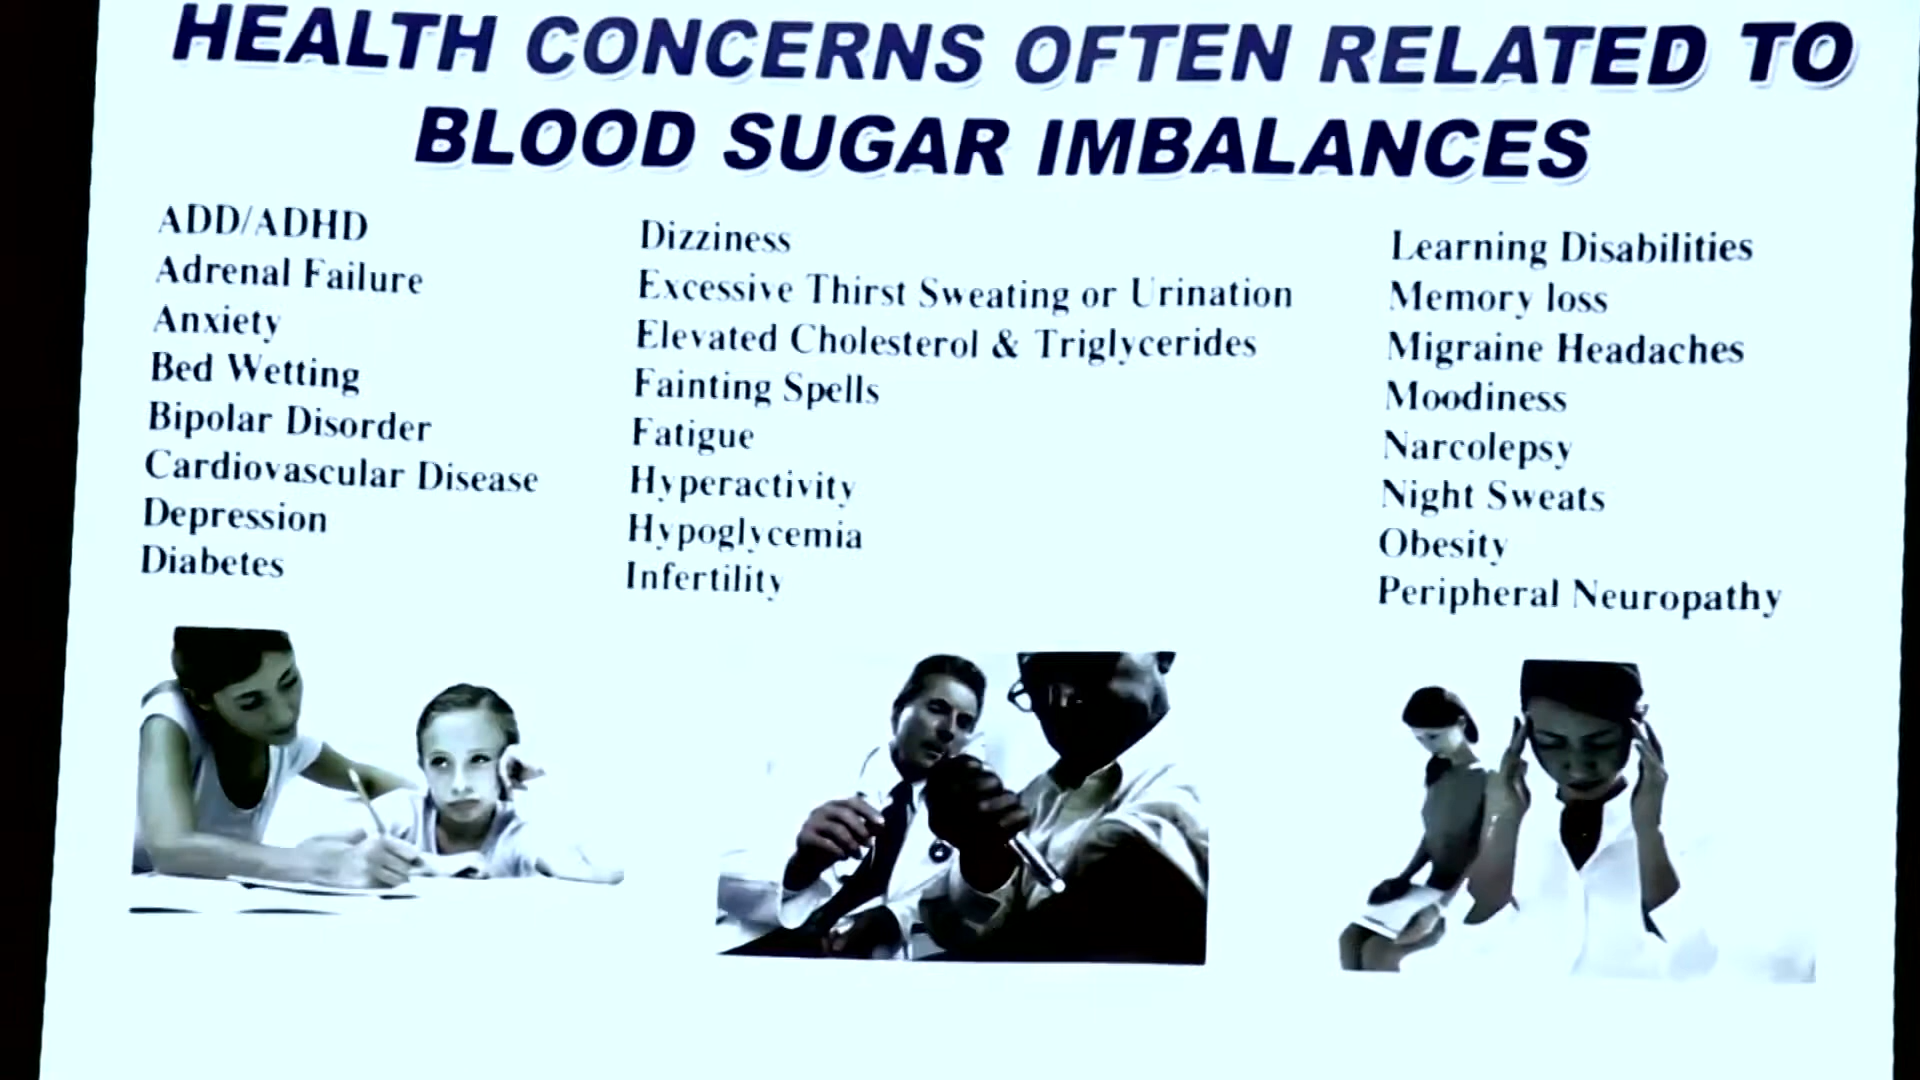 HEALTH CONCERNS OFTEN RELATED TO
BLOOD SUGAR IMBALANCES
ADD/ADHD
Adrenal Failure
Anxiety
Bed Wetting
Bipolar Disorder
Cardiovascular Disease
Depression
Diabetes
Dizziness
Excessive Thirst Sweating or Urination
Elevated Cholesterol & Triglycerides
Fainting Spells
Fatigue
Hyperactivity
Hypoglycemia
Infertility
Learning Disabilities
Memory loss
Migraine Headaches
Moodiness
Narcolepsy
Night Sweats
Obesity
Peripheral Neuropathy